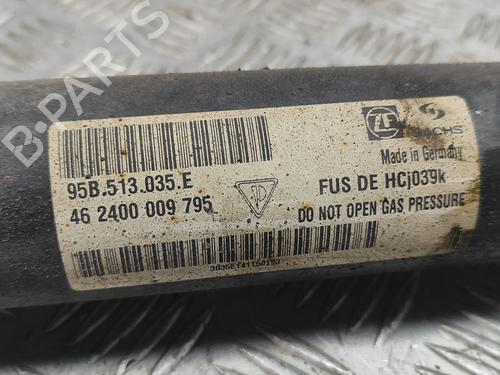 B-PARTS
ZF
SACHS
Made in Germany
95B.513.035.E
46 2400 009 795
FUS DE HCj039k
DO NOT OPEN GAS PRESSURE